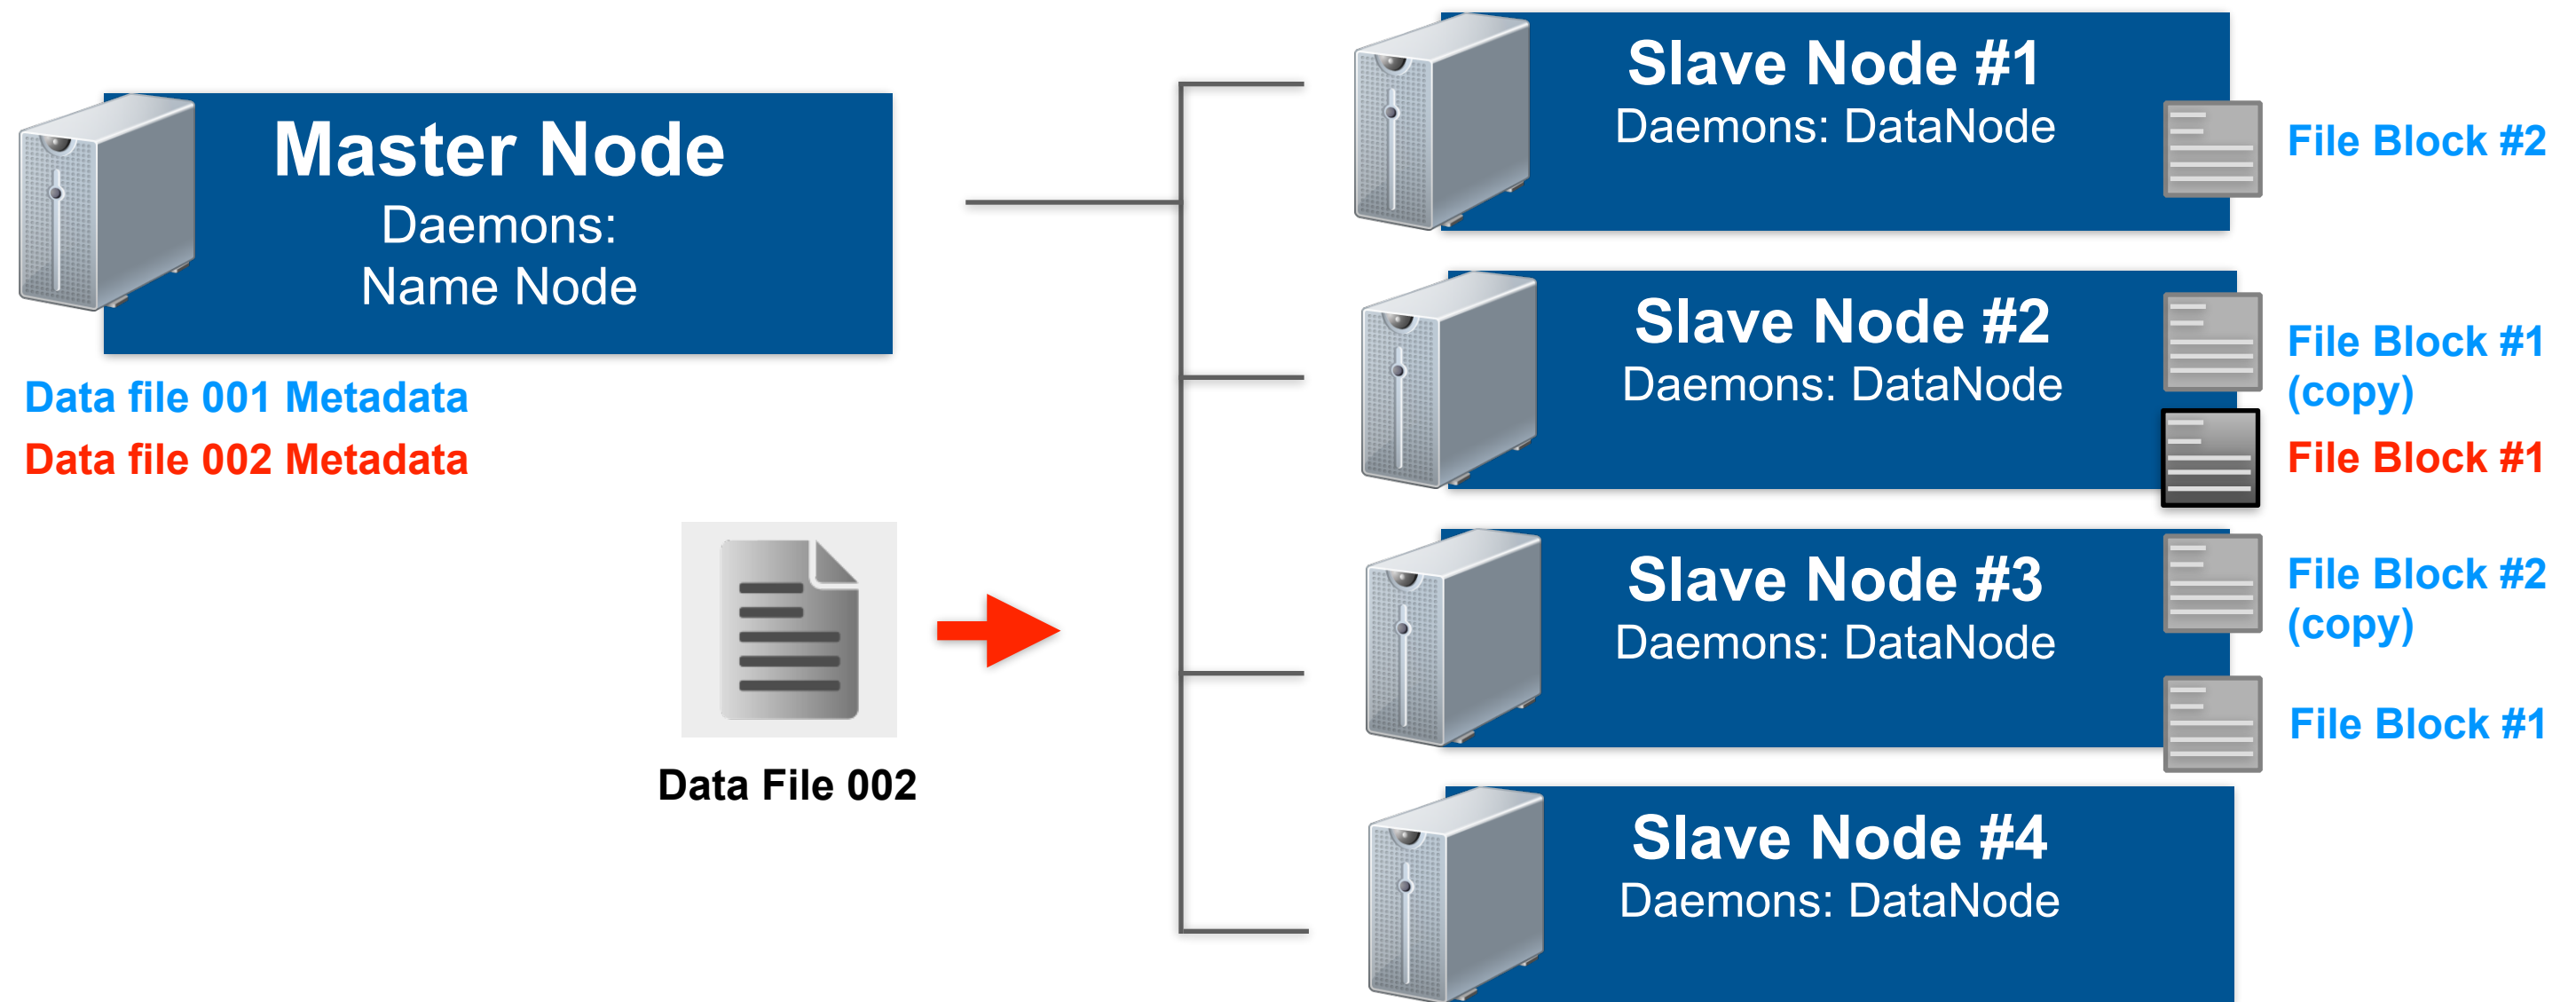 Master Node
Daemons:
Name Node
Data file 001 Metadata
Data file 002 Metadata
Data File 002
Slave Node #1
Daemons: DataNode
File Block #2
Slave Node #2
Daemons: DataNode
File Block #1
(copy)
File Block #1
Slave Node #3
Daemons: DataNode
File Block #2
(copy)
File Block #1
Slave Node #4
Daemons: DataNode